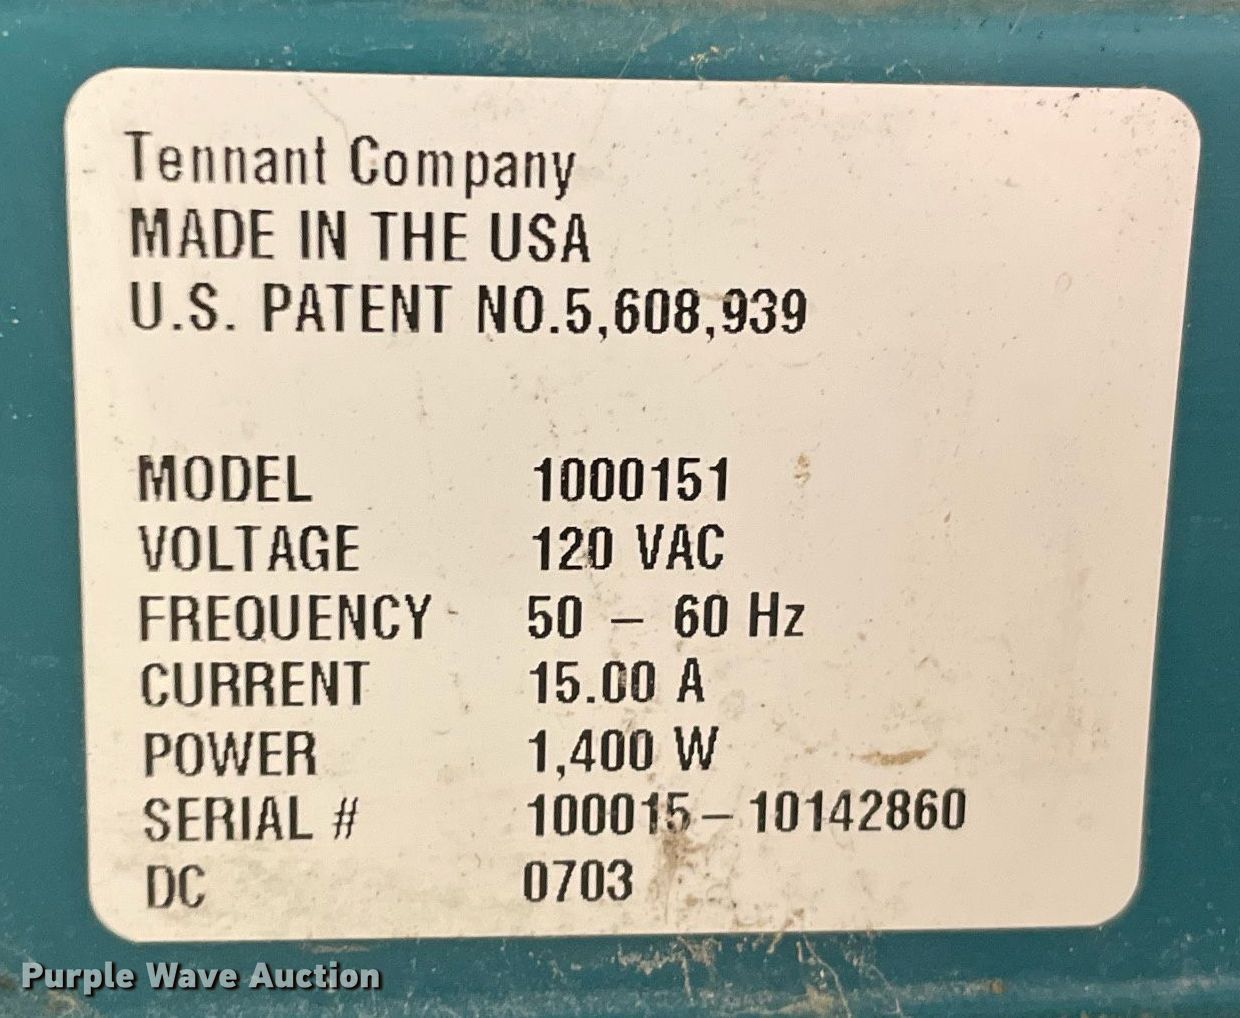 Tennant Company
MADE IN THE USA
U.S. PATENT NO.5,608,939
MODEL 1000151
VOLTAGE 120 VAC
FREQUENCY 50 – 60 Hz
CURRENT 15.00 A
POWER 1,400 W
SERIAL # 100015–10142860
DC 0703
Purple Wave Auction